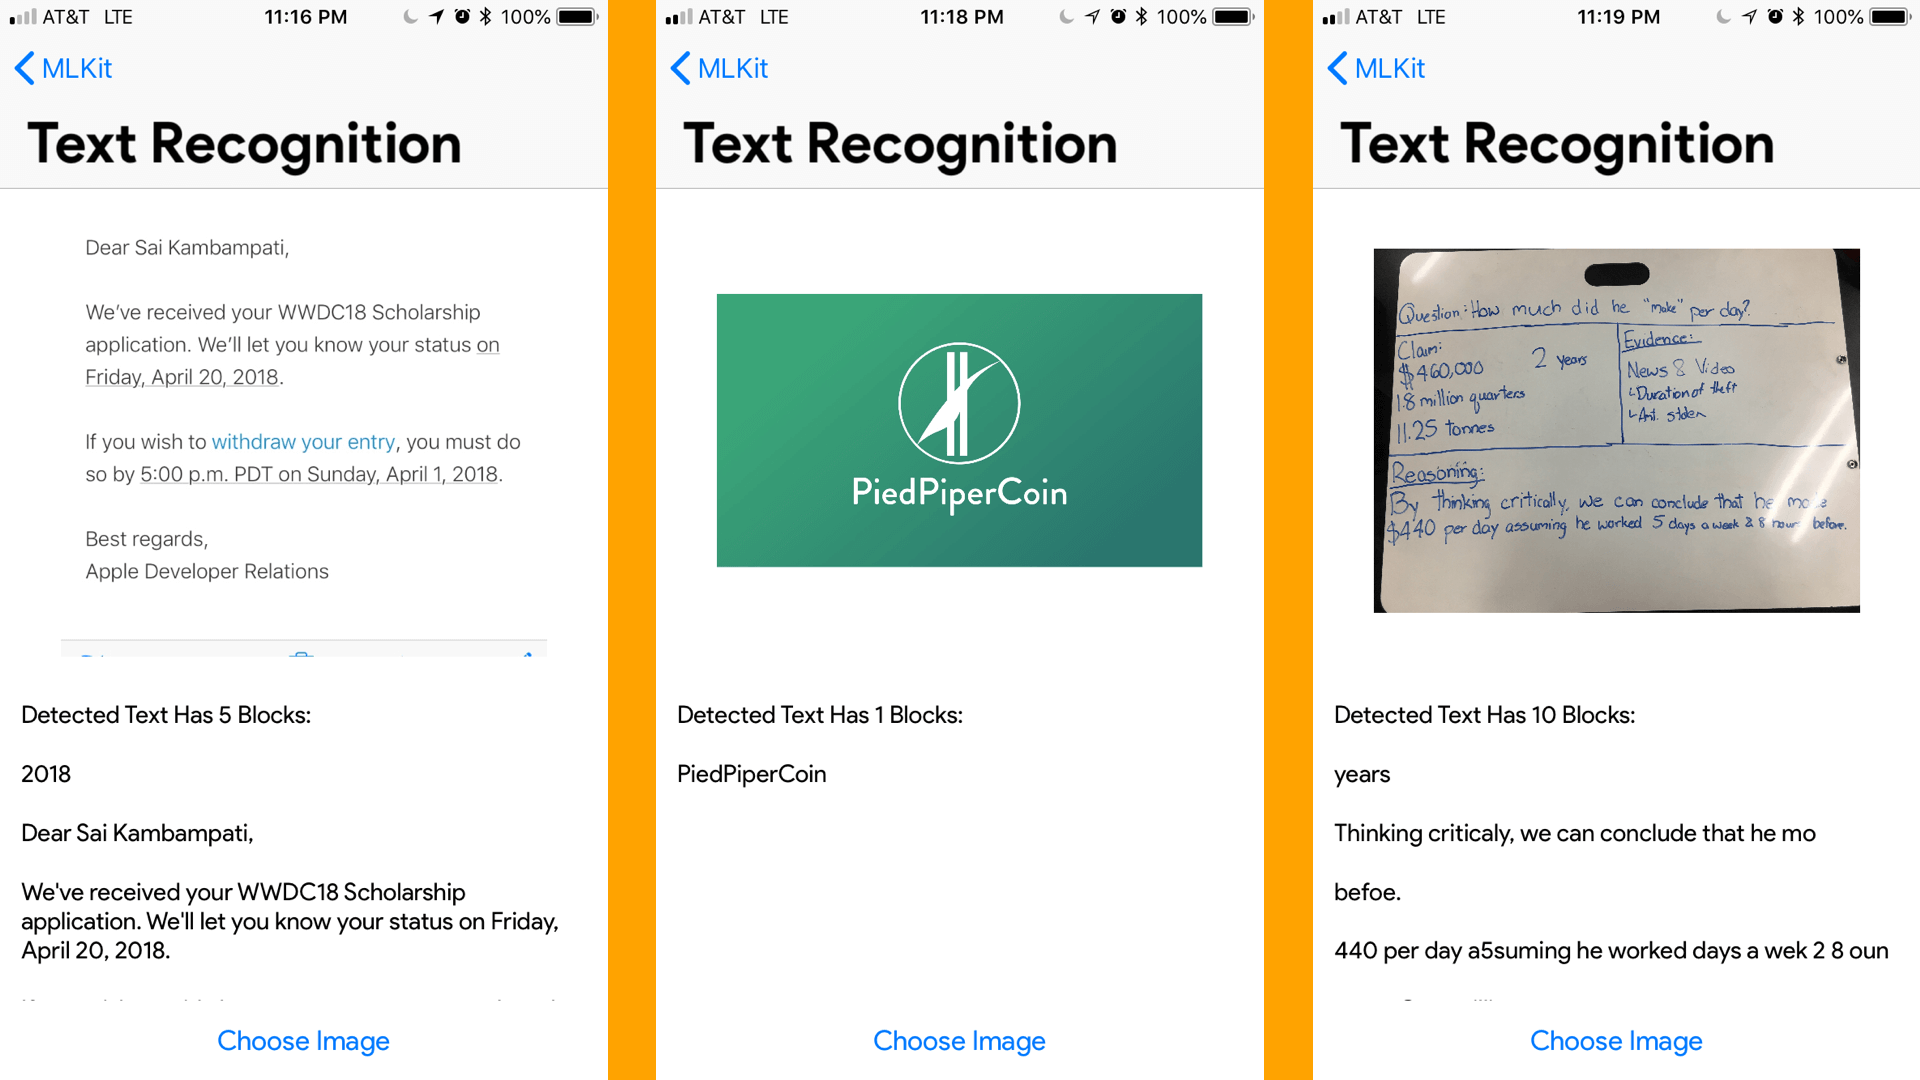 AT&T LTE 11:16 PM 100%
MLKit
Text Recognition
Dear Sai Kambampati,
We’ve received your WWDC18 Scholarship
application. We’ll let you know your status on
Friday, April 20, 2018.
If you wish to withdraw your entry, you must do
so by 5:00 p.m. PDT on Sunday, April 1, 2018.
Best regards,
Apple Developer Relations
Detected Text Has 5 Blocks:
2018
Dear Sai Kambampati,
We've received your WWDC18 Scholarship
application. We'll let you know your status on Friday,
April 20, 2018.
Choose Image
AT&T LTE 11:18 PM 100%
MLKit
Text Recognition
PiedPiperCoin
Detected Text Has 1 Blocks:
PiedPiperCoin
Choose Image
AT&T LTE 11:19 PM 100%
MLKit
Text Recognition
Question: How much did he "make" per day?
Claim:
$460,000
2 years
1.8 million quarters
11.25 tonnes
Evidence:
News & Video
Duration of theft
Amt. stolen
Reasoning:
By thinking critically, we can conclude that he
$440 per day assuming he worked 5 days a week & 8 before.
Detected Text Has 10 Blocks:
years
Thinking criticaly, we can conclude that he mo
befoe.
440 per day a5suming he worked days a wek 2 8 oun
Choose Image